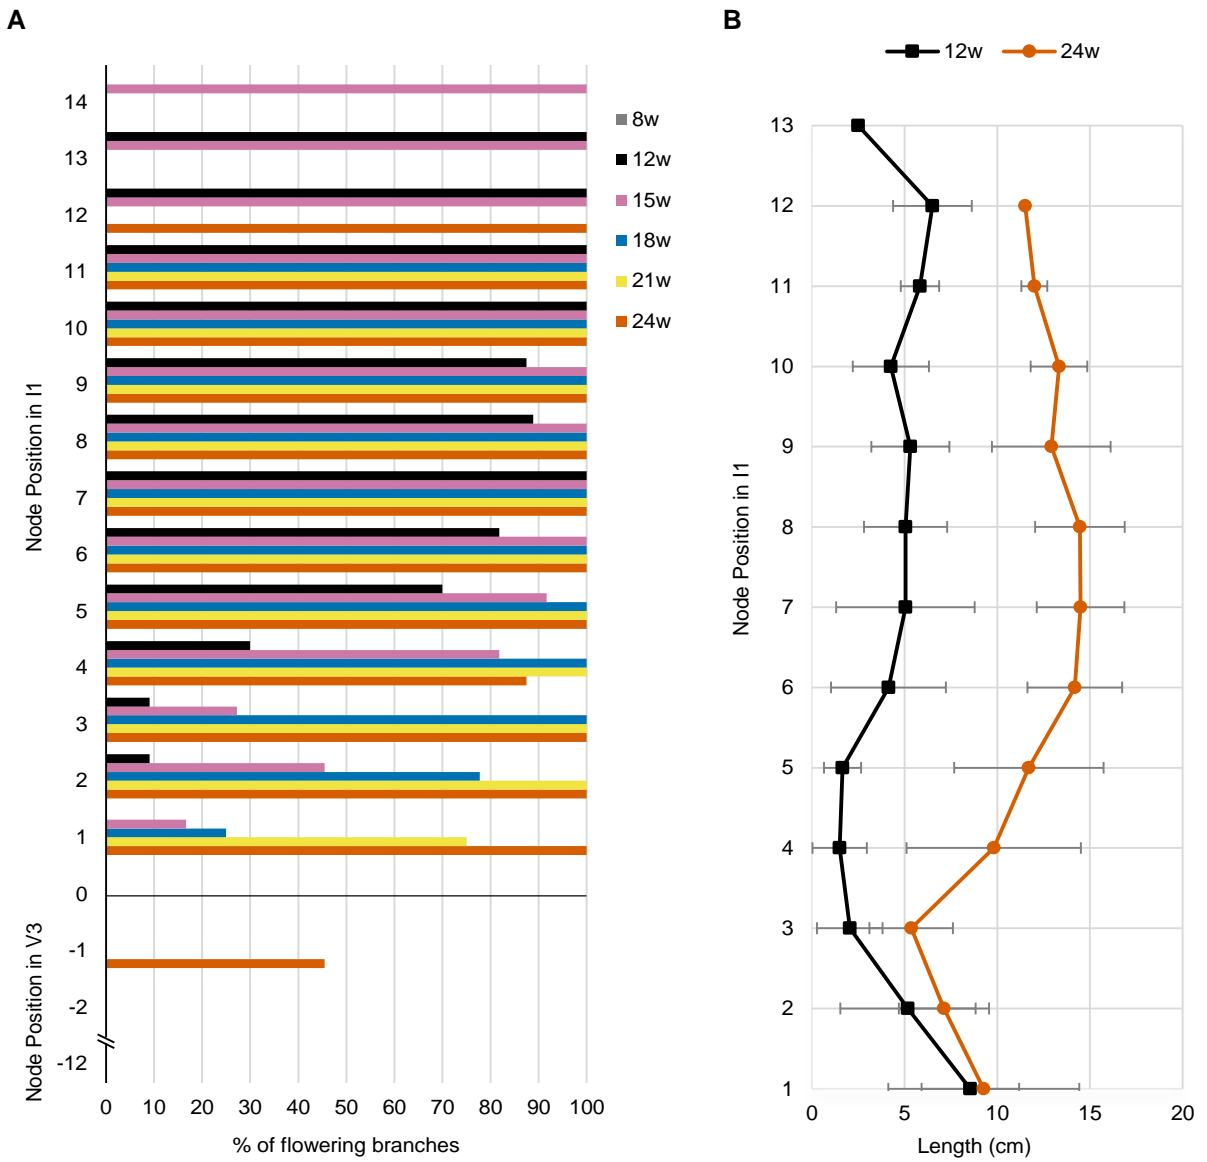 A
14
13
12
11
10
9
8
7
6
5
4
3
2
1
0
-1
-2
-12
Node Position in I1
Node Position in V3
0 10 20 30 40 50 60 70 80 90 100
% of flowering branches
8w
12w
15w
18w
21w
24w
B
12w 24w
13
12
11
10
9
8
7
6
5
4
3
2
1
Node Position in I1
0 5 10 15 20
Length (cm)